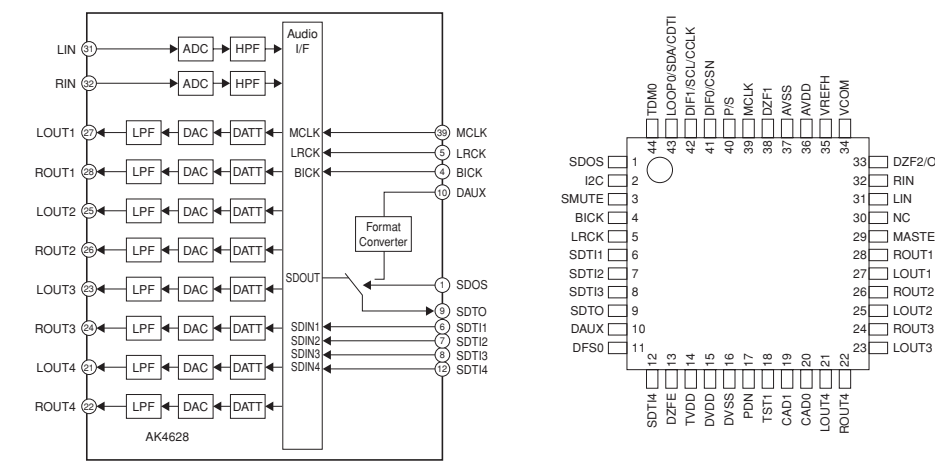 Audio
I/F
LIN 31 ADC HPF
RIN 32 ADC HPF
LOUT1 27 LPF DAC DATT MCLK 39 MCLK
LRCK 5 LRCK
ROUT1 28 LPF DAC DATT BICK 4 BICK
10 DAUX
LOUT2 25 LPF DAC DATT
Format
Converter
ROUT2 26 LPF DAC DATT
LOUT3 23 LPF DAC DATT SDOUT 1 SDOS
9 SDTO
ROUT3 24 LPF DAC DATT SDIN1 6 SDTI1
SDIN2 7 SDTI2
SDIN3 8 SDTI3
LOUT4 21 LPF DAC DATT SDIN4 12 SDTI4
ROUT4 22 LPF DAC DATT
AK4628
44 TDM0
43 LOOP0/SDA/CDTI
42 DIF1/SCL/CCLK
41 DIF0/CSN
40 P/S
39 MCLK
38 DZF1
37 AVSS
36 AVDD
35 VREFH
34 VCOM
SDOS 1
I2C 2
SMUTE 3
BICK 4
LRCK 5
SDTI1 6
SDTI2 7
SDTI3 8
SDTO 9
DAUX 10
DFS0 11
33 DZF2/O
32 RIN
31 LIN
30 NC
29 MASTE
28 ROUT1
27 LOUT1
26 ROUT2
25 LOUT2
24 ROUT3
23 LOUT3
SDTI4 12
DZFE 13
TVDD 14
DVDD 15
DVSS 16
PDN 17
TST1 18
CAD1 19
CAD0 20
LOUT4 21
ROUT4 22